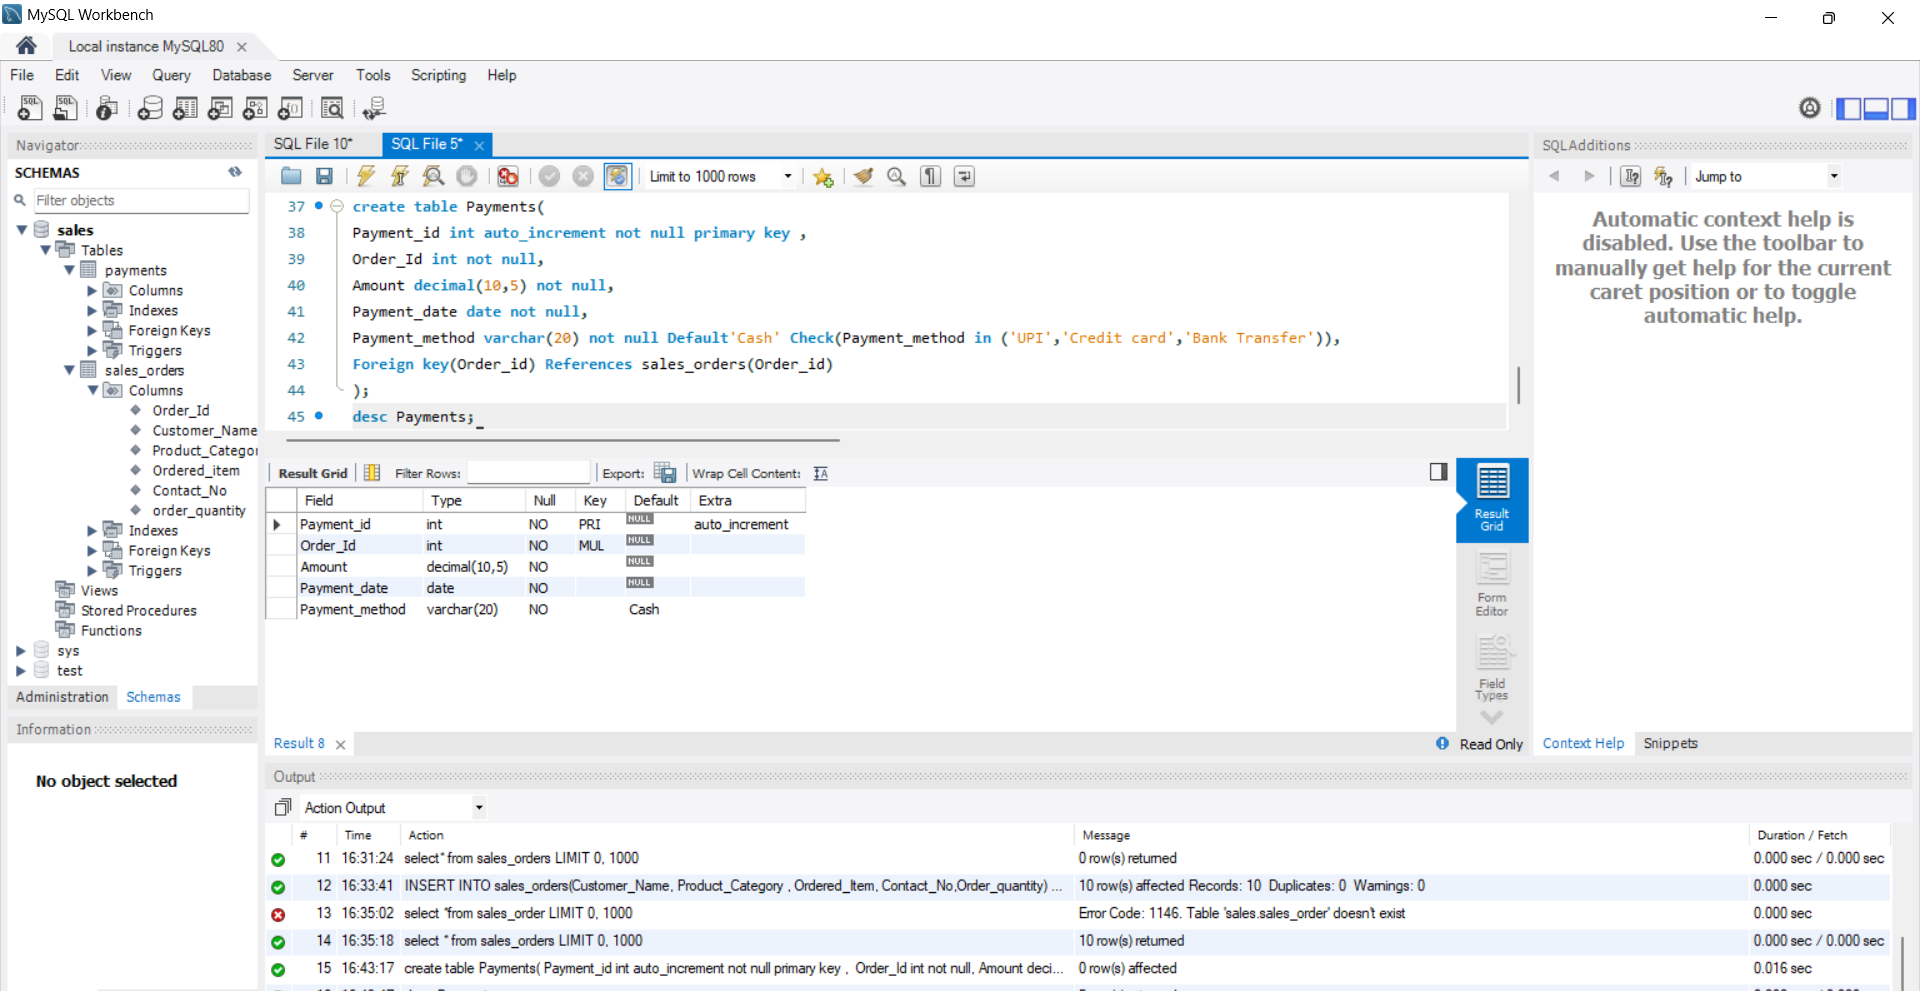 MySQL Workbench
Local instance MySQL80
File Edit View Query Database Server Tools Scripting Help
Navigator
SCHEMAS
Filter objects
sales
Tables
payments
Columns
Indexes
Foreign Keys
Triggers
sales_orders
Columns
Order_Id
Customer_Name
Product_Catego
Ordered_item
Contact_No
order_quantity
Indexes
Foreign Keys
Triggers
Views
Stored Procedures
Functions
sys
test
Administration Schemas
Information
No object selected
SQL File 10* SQL File 5*
Limit to 1000 rows
37 create table Payments(
38 Payment_id int auto_increment not null primary key ,
39 Order_Id int not null,
40 Amount decimal(10,5) not null,
41 Payment_date date not null,
42 Payment_method varchar(20) not null Default'Cash' Check(Payment_method in ('UPI','Credit card','Bank Transfer')),
43 Foreign key(Order_id) References sales_orders(Order_id)
44 );
45 desc Payments;
Result Grid Filter Rows: Export: Wrap Cell Content:
Field Type Null Key Default Extra
Payment_id int NO PRI NULL auto_increment
Order_Id int NO MUL NULL
Amount decimal(10,5) NO NULL
Payment_date date NO NULL
Payment_method varchar(20) NO Cash
Result Grid
Form Editor
Field Types
Result 8
Read Only
SQLAdditions
Jump to
Automatic context help is
disabled. Use the toolbar to
manually get help for the current
caret position or to toggle
automatic help.
Context Help Snippets
Output
Action Output
# Time Action Message Duration / Fetch
11 16:31:24 select* from sales_orders LIMIT 0, 1000 0 row(s) returned 0.000 sec / 0.000 sec
12 16:33:41 INSERT INTO sales_orders(Customer_Name, Product_Category , Ordered_Item, Contact_No,Order_quantity) ... 10 row(s) affected Records: 10 Duplicates: 0 Warnings: 0 0.000 sec
13 16:35:02 select *from sales_order LIMIT 0, 1000 Error Code: 1146. Table 'sales.sales_order' doesn't exist 0.000 sec
14 16:35:18 select * from sales_orders LIMIT 0, 1000 10 row(s) returned 0.000 sec / 0.000 sec
15 16:43:17 create table Payments( Payment_id int auto_increment not null primary key , Order_Id int not null, Amount deci... 0 row(s) affected 0.016 sec